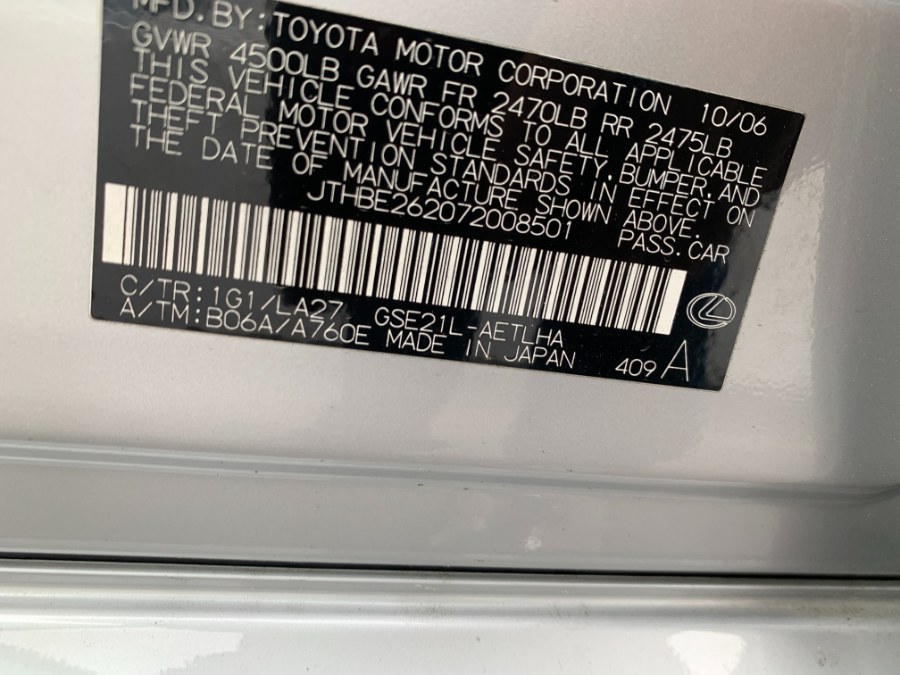 MFD. BY: TOYOTA MOTOR CORPORATION 10/06
GVWR 4500LB GAWR FR 2470LB RR 2475LB
THIS VEHICLE CONFORMS TO ALL APPLICABLE
FEDERAL MOTOR VEHICLE SAFETY, BUMPER, AND
THEFT PREVENTION STANDARDS IN EFFECT ON
THE DATE OF MANUFACTURE SHOWN ABOVE.
JTHBE262072008501 PASS. CAR
C/TR: 1G1/LA27 GSE21L-AETLHA
A/TM: B06A/A760E MADE IN JAPAN 409 A